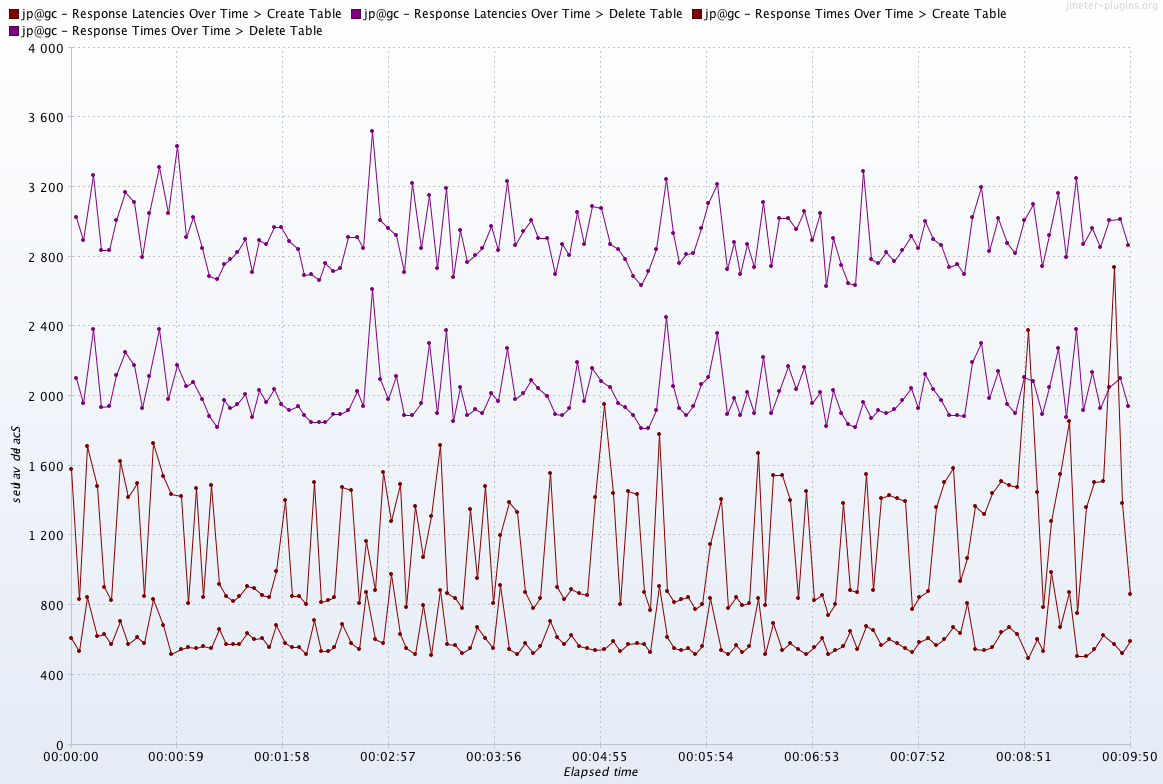 jmeter-plugins.org
jp@gc - Response Latencies Over Time > Create Table jp@gc - Response Latencies Over Time > Delete Table jp@gc - Response Times Over Time > Create Table
jp@gc - Response Times Over Time > Delete Table
4 000
3 600
3 200
2 800
2 400
2 000
1 600
1 200
800
400
0
00:00:00 00:00:59 00:01:58 00:02:57 00:03:56 00:04:55 00:05:54 00:06:53 00:07:52 00:08:51 00:09:50
Elapsed time